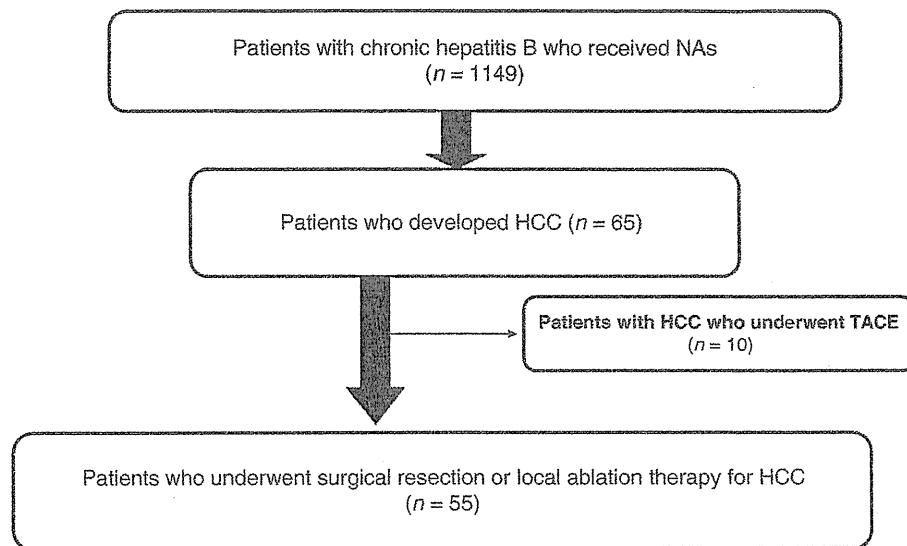 Patients with chronic hepatitis B who received NAs
(n = 1149)
Patients who developed HCC (n = 65)
Patients with HCC who underwent TACE
(n = 10)
Patients who underwent surgical resection or local ablation therapy for HCC
(n = 55)